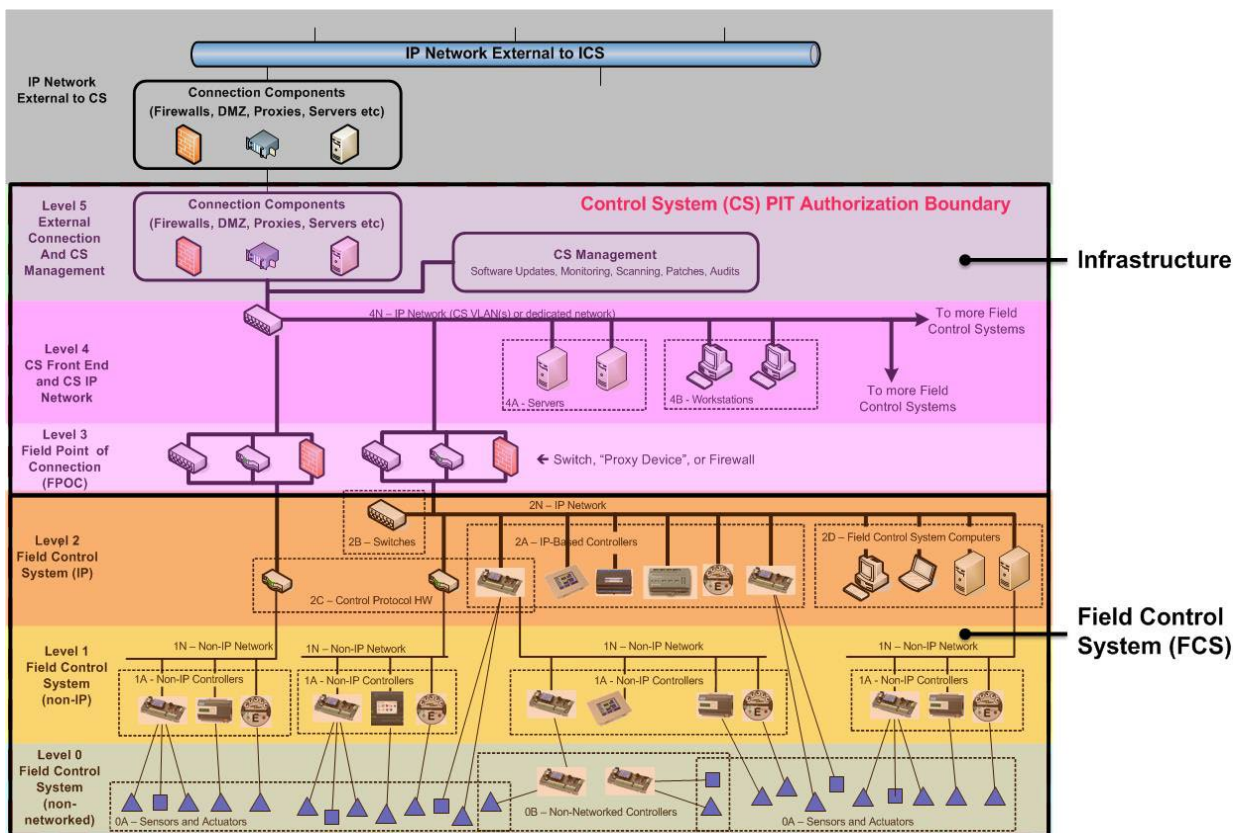 IP Network External to ICS
IP Network
External to CS
Connection Components
(Firewalls, DMZ, Proxies, Servers etc)
Level 5
External
Connection
And CS
Management
Connection Components
(Firewalls, DMZ, Proxies, Servers etc)
Control System (CS) PIT Authorization Boundary
CS Management
Software Updates, Monitoring, Scanning, Patches, Audits
Infrastructure
4N – IP Network (CS VLAN(s) or dedicated network)
To more Field
Control Systems
Level 4
CS Front End
and CS IP
Network
4A - Servers
4B - Workstations
To more Field
Control Systems
Level 3
Field Point of
Connection
(FPOC)
← Switch, “Proxy Device”, or Firewall
2N – IP Network
Level 2
Field Control
System (IP)
2B – Switches
2A – IP-Based Controllers
2D – Field Control System Computers
2C – Control Protocol HW
Field Control
System (FCS)
Level 1
Field Control
System
(non-IP)
1N – Non-IP Network
1N – Non-IP Network
1N – Non-IP Network
1N – Non-IP Network
1A - Non-IP Controllers
1A - Non-IP Controllers
1A - Non-IP Controllers
1A - Non-IP Controllers
E
E
E
E
E
Level 0
Field Control
System
(non-
networked)
0A – Sensors and Actuators
0B – Non-Networked Controllers
0A – Sensors and Actuators